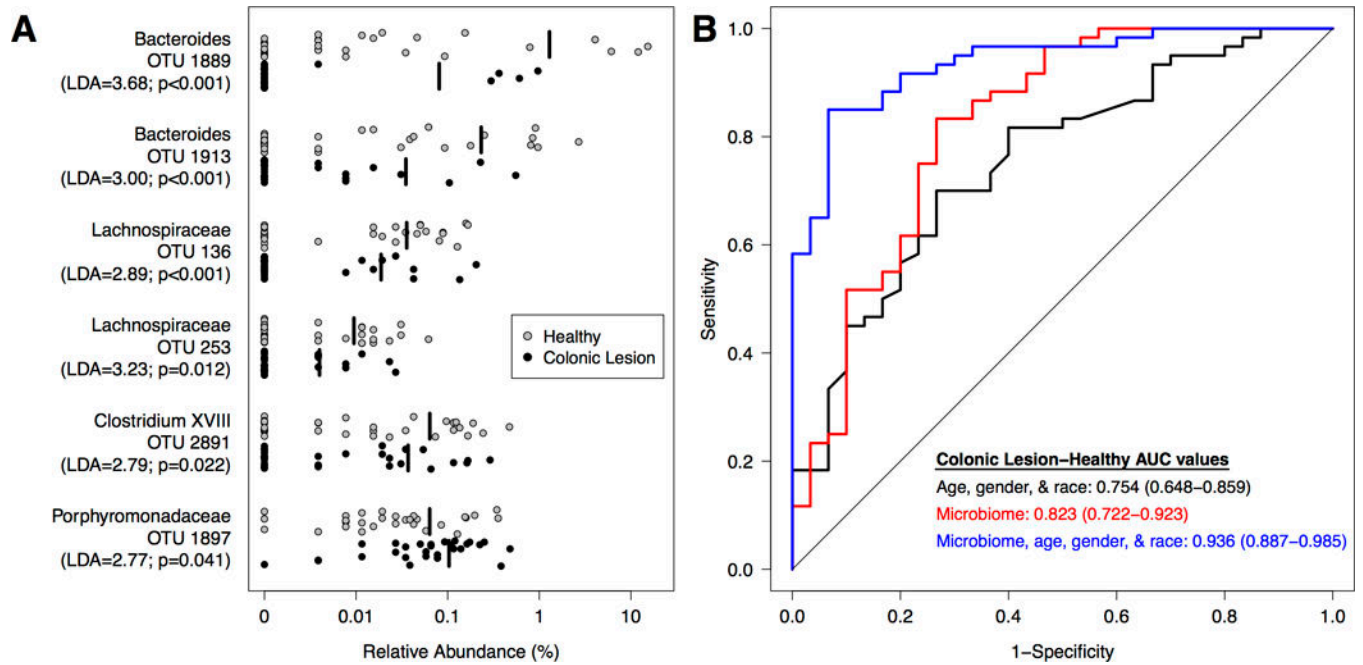 A
Bacteroides
OTU 1889
(LDA=3.68; p<0.001)
Bacteroides
OTU 1913
(LDA=3.00; p<0.001)
Lachnospiraceae
OTU 136
(LDA=2.89; p<0.001)
Lachnospiraceae
OTU 253
(LDA=3.23; p=0.012)
Clostridium XVIII
OTU 2891
(LDA=2.79; p=0.022)
Porphyromonadaceae
OTU 1897
(LDA=2.77; p=0.041)
Healthy
Colonic Lesion
0 0.01 0.1 1 10
Relative Abundance (%)
B
1.0
0.8
0.6
0.4
0.2
0.0
Sensitivity
Colonic Lesion−Healthy AUC values
Age, gender, & race: 0.754 (0.648−0.859)
Microbiome: 0.823 (0.722−0.923)
Microbiome, age, gender, & race: 0.936 (0.887−0.985)
0.0 0.2 0.4 0.6 0.8 1.0
1−Specificity